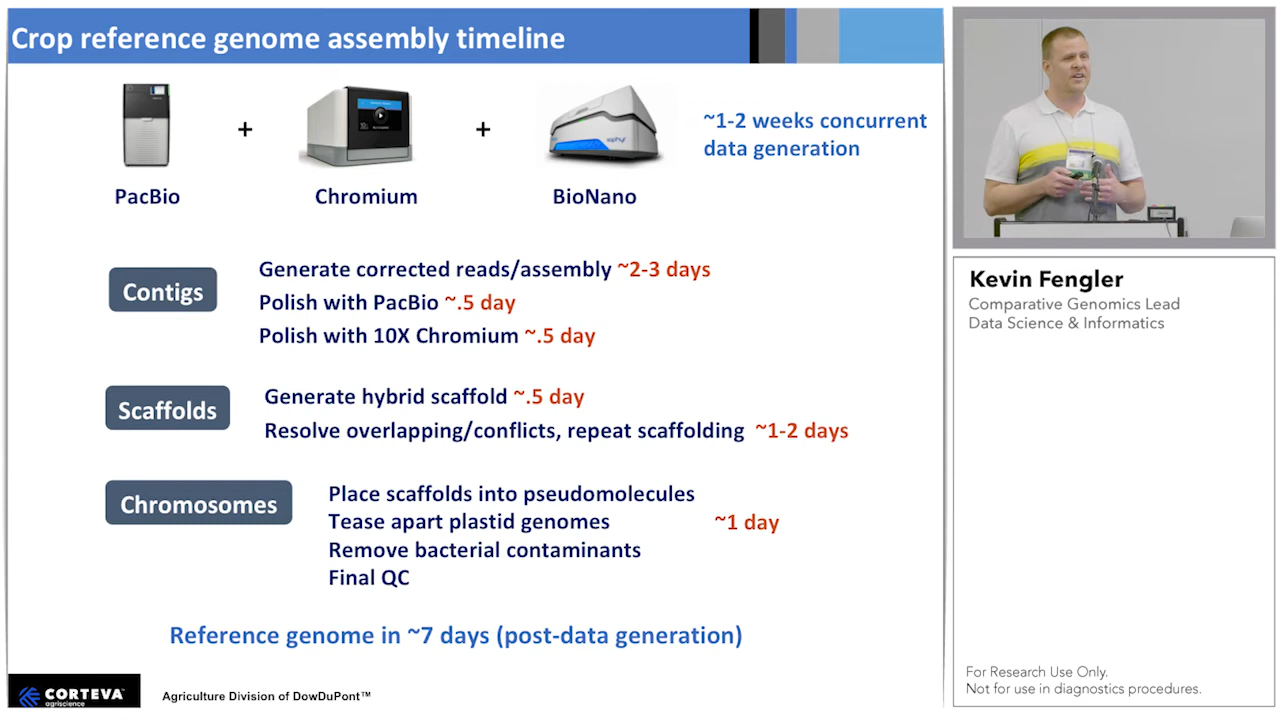 Crop reference genome assembly timeline
+
+
~1-2 weeks concurrent
data generation
PacBio
Chromium
BioNano
Contigs
Generate corrected reads/assembly ~2-3 days
Polish with PacBio ~.5 day
Polish with 10X Chromium ~.5 day
Scaffolds
Generate hybrid scaffold ~.5 day
Resolve overlapping/conflicts, repeat scaffolding ~1-2 days
Chromosomes
Place scaffolds into pseudomolecules
Tease apart plastid genomes ~1 day
Remove bacterial contaminants
Final QC
Reference genome in ~7 days (post-data generation)
CORTEVA™
agriscience
Agriculture Division of DowDuPont™
Kevin Fengler
Comparative Genomics Lead
Data Science & Informatics
For Research Use Only.
Not for use in diagnostics procedures.